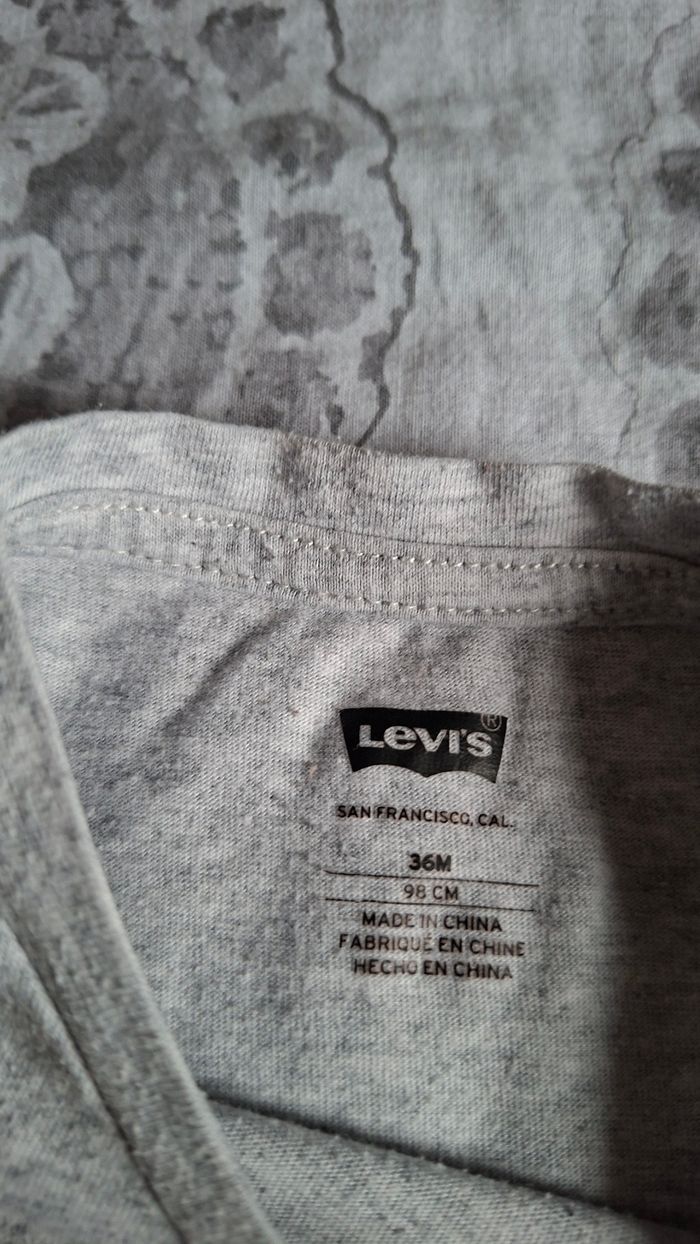 Levi's®
SAN FRANCISCO, CAL.
36M
98 CM
MADE IN CHINA
FABRIQUÉ EN CHINE
HECHO EN CHINA